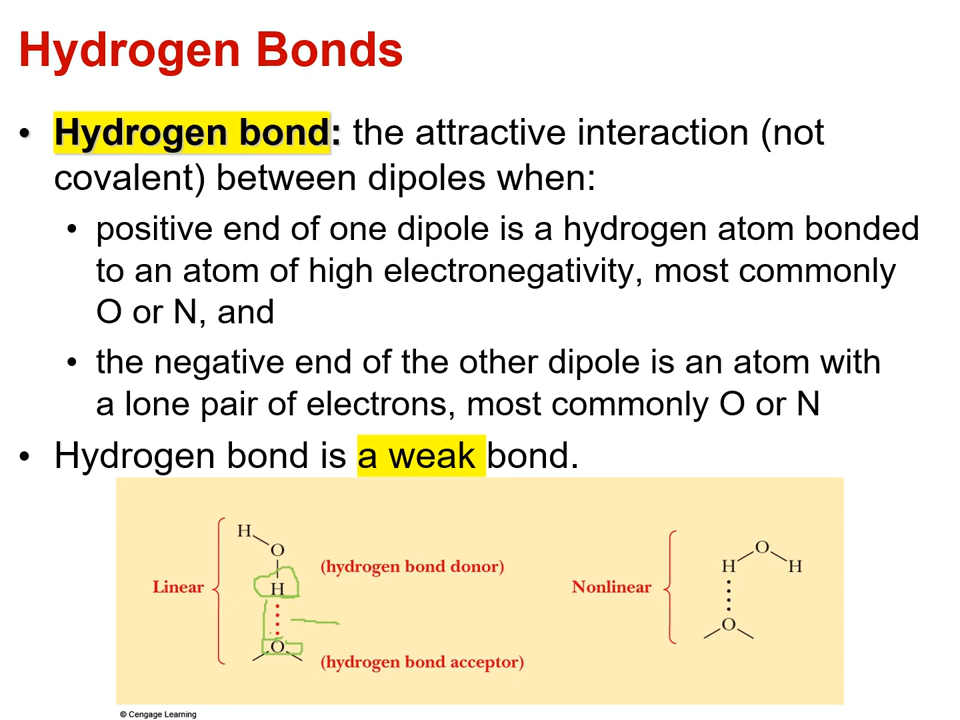 Hydrogen Bonds
• Hydrogen bond: the attractive interaction (not
covalent) between dipoles when:
• positive end of one dipole is a hydrogen atom bonded
to an atom of high electronegativity, most commonly
O or N, and
• the negative end of the other dipole is an atom with
a lone pair of electrons, most commonly O or N
• Hydrogen bond is a weak bond.
Linear
H
O
H
O
(hydrogen bond donor)
(hydrogen bond acceptor)
Nonlinear
O
H H
O
© Cengage Learning